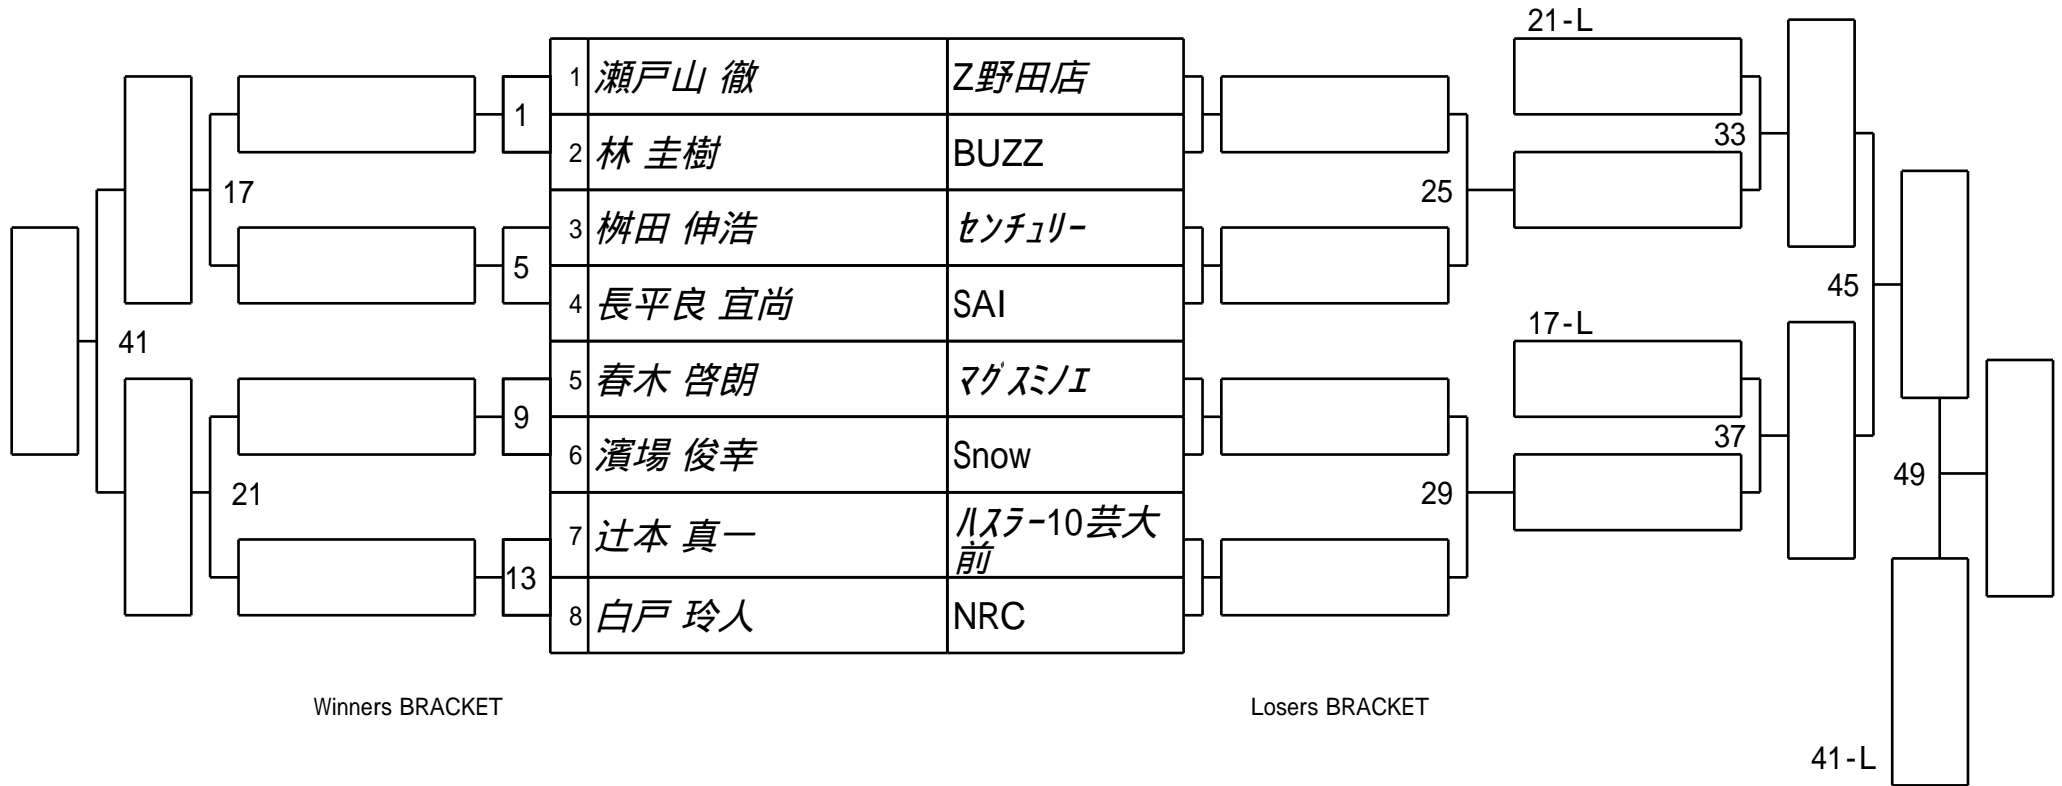 21-L
1 瀬戸山 徹 Z野田店
1
2 林 圭樹 BUZZ
33
17
25
3 桝田 伸浩 センチュリー
5
4 長平良 宜尚 SAI
45
17-L
41
5 春木 啓朗 マグスミノエ
9
37
6 濱場 俊幸 Snow
49
21
29
7 辻本 真一 ハスラー10芸大
前
13
8 白戸 玲人 NRC
Winners BRACKET
Losers BRACKET
41-L